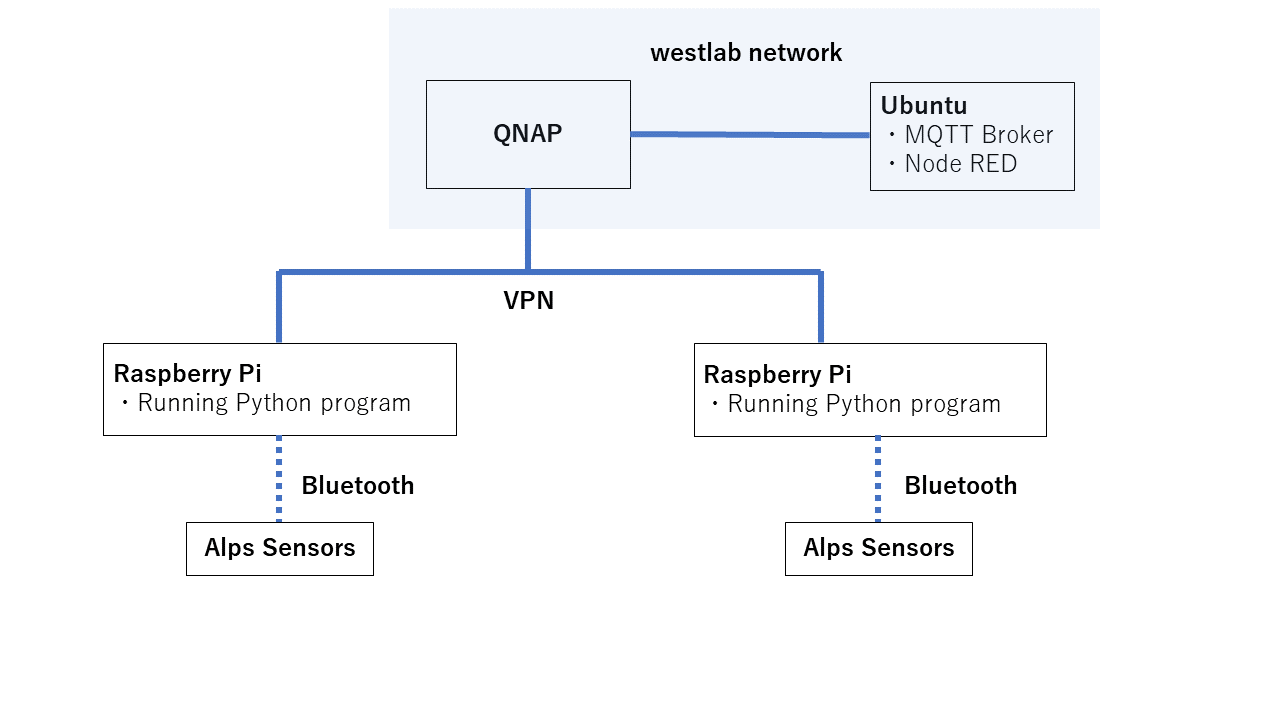 westlab network
QNAP
Ubuntu
・MQTT Broker
・Node RED
VPN
Raspberry Pi
・Running Python program
Raspberry Pi
・Running Python program
Bluetooth
Bluetooth
Alps Sensors
Alps Sensors